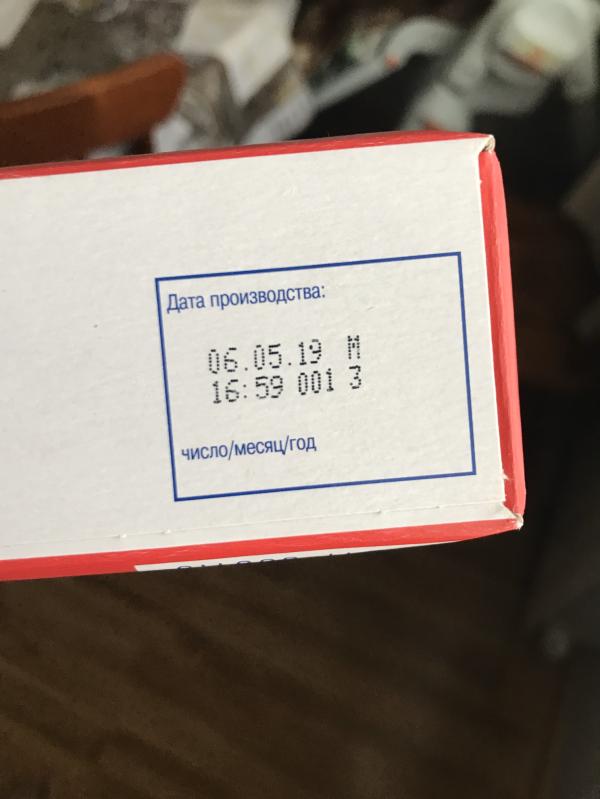 Дата производства:
06.05.19 М
16:59 001 3
число/месяц/год